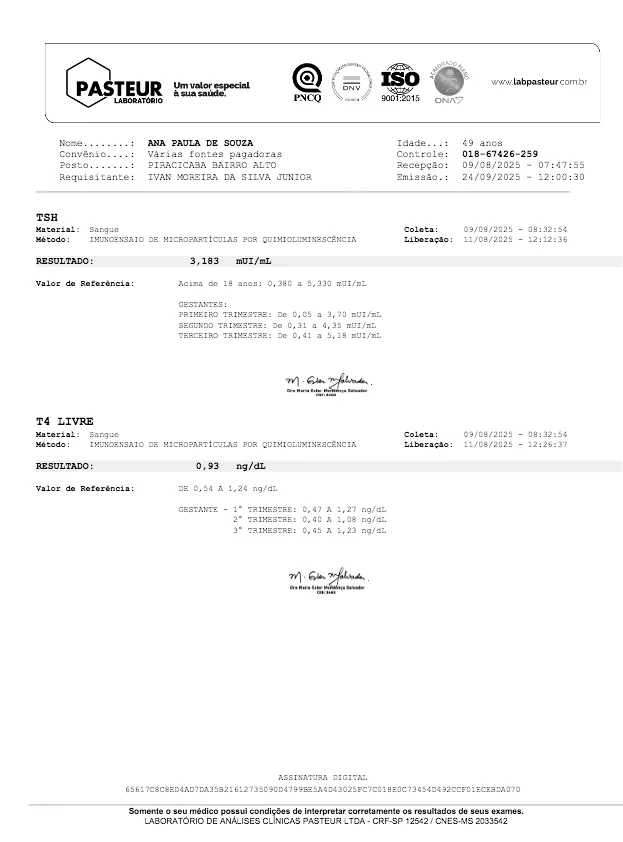 PASTEUR
LABORATÓRIO
Um valor especial
à sua saúde.
PNCQ
DNV
ISO
9001:2015
ACREDITADO PLENO
ONA
www.labpasteur.com.br
Nome........: ANA PAULA DE SOUZA Idade...: 49 anos
Convênio....: Várias fontes pagadoras Controle: 018-67426-259
Posto.......: PIRACICABA BAIRRO ALTO Recepção: 09/08/2025 - 07:47:55
Requisitante: IVAN MOREIRA DA SILVA JUNIOR Emissão.: 24/09/2025 - 12:00:30
TSH
Material: Sangue Coleta: 09/08/2025 - 08:32:54
Método: IMUNOENSAIO DE MICROPARTÍCULAS POR QUIMIOLUMINESCÊNCIA Liberação: 11/08/2025 - 12:12:36
RESULTADO: 3,183 mUI/mL
Valor de Referência: Acima de 18 anos: 0,380 a 5,330 mUI/mL
GESTANTES:
PRIMEIRO TRIMESTRE: De 0,05 a 3,70 mUI/mL
SEGUNDO TRIMESTRE: De 0,31 a 4,35 mUI/mL
TERCEIRO TRIMESTRE: De 0,41 a 5,18 mUI/mL
Dra Maria Ester Mendonça Salvador
T4 LIVRE
Material: Sangue Coleta: 09/08/2025 - 08:32:54
Método: IMUNOENSAIO DE MICROPARTÍCULAS POR QUIMIOLUMINESCÊNCIA Liberação: 11/08/2025 - 12:26:37
RESULTADO: 0,93 ng/dL
Valor de Referência: DE 0,54 A 1,24 ng/dL
GESTANTE - 1° TRIMESTRE: 0,47 A 1,27 ng/dL
2° TRIMESTRE: 0,40 A 1,08 ng/dL
3° TRIMESTRE: 0,45 A 1,23 ng/dL
Dra Maria Ester Mendonça Salvador
ASSINATURA DIGITAL
65617C8C8ED4AD7DA35B21612735090D4799BE5A4D43025FC7C018E0C73454D492CCF01ECEBDA070
Somente o seu médico possui condições de interpretar corretamente os resultados de seus exames.
LABORATÓRIO DE ANÁLISES CLÍNICAS PASTEUR LTDA - CRF-SP 12542 / CNES-MS 2033542